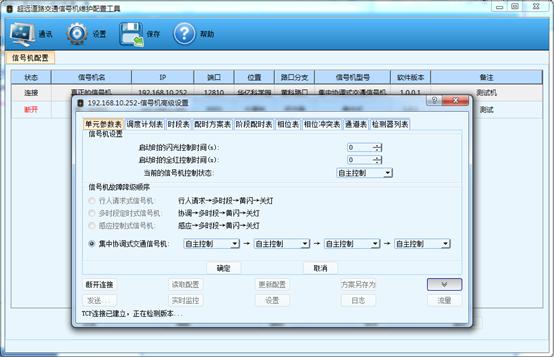 超远道路交通信号机维护配置工具
通讯 设置 保存 帮助
信号机配置
状态 信号机名 IP 端口 位置 路口分支 信号机型号 软件版本 备注
连接 真正的信号机 192.168.10.252 12810 华亿科学园 黄科路口 集中协调式交通信号机 1.0.0.1 测试机
断开 测试
192.168.10.252-信号机高级设置
单元参数表 调度计划表 时段表 配时方案表 阶段配时表 相位表 相位冲突表 通道表 检测器列表
信号机设置
启动时的闪光控制时间(s): 0
启动时的全红控制时间(s): 0
当前的信号机控制状态: 自主控制
信号机故障降级顺序
行人请求式信号机: 行人请求→多时段→黄闪→关灯
多时段定时式信号机: 协调→多时段→黄闪→关灯
感应控制式信号机: 感应→多时段→黄闪→关灯
集中协调式交通信号机: 自主控制 → 自主控制 → 自主控制 → 自主控制
确定 取消
断开连接 读取配置 更新配置 方案另存为
发送... 实时监控 设置 日志 流量
TCP连接已建立，正在检测版本...